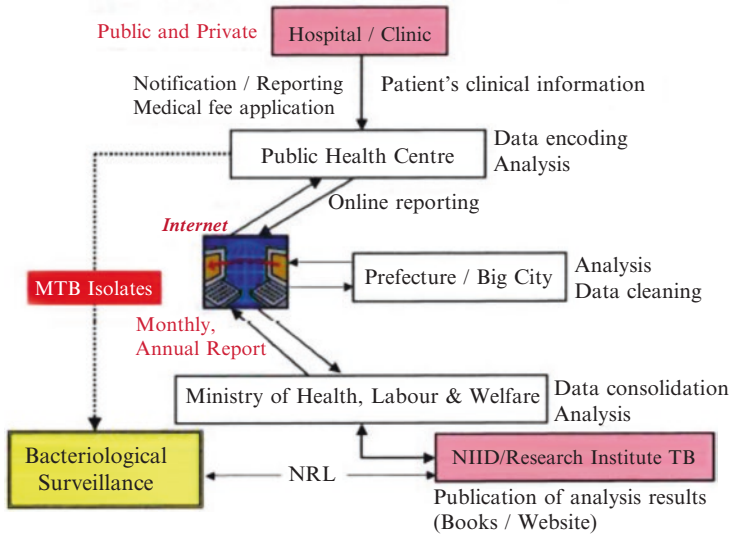 Public and Private
Hospital / Clinic
Notification / Reporting
Medical fee application
Patient's clinical information
Public Health Centre
Data encoding
Analysis
Online reporting
Internet
MTB Isolates
Prefecture / Big City
Analysis
Data cleaning
Monthly,
Annual Report
Ministry of Health, Labour & Welfare
Data consolidation
Analysis
Bacteriological
Surveillance
NRL
NIID/Research Institute TB
Publication of analysis results
(Books / Website)